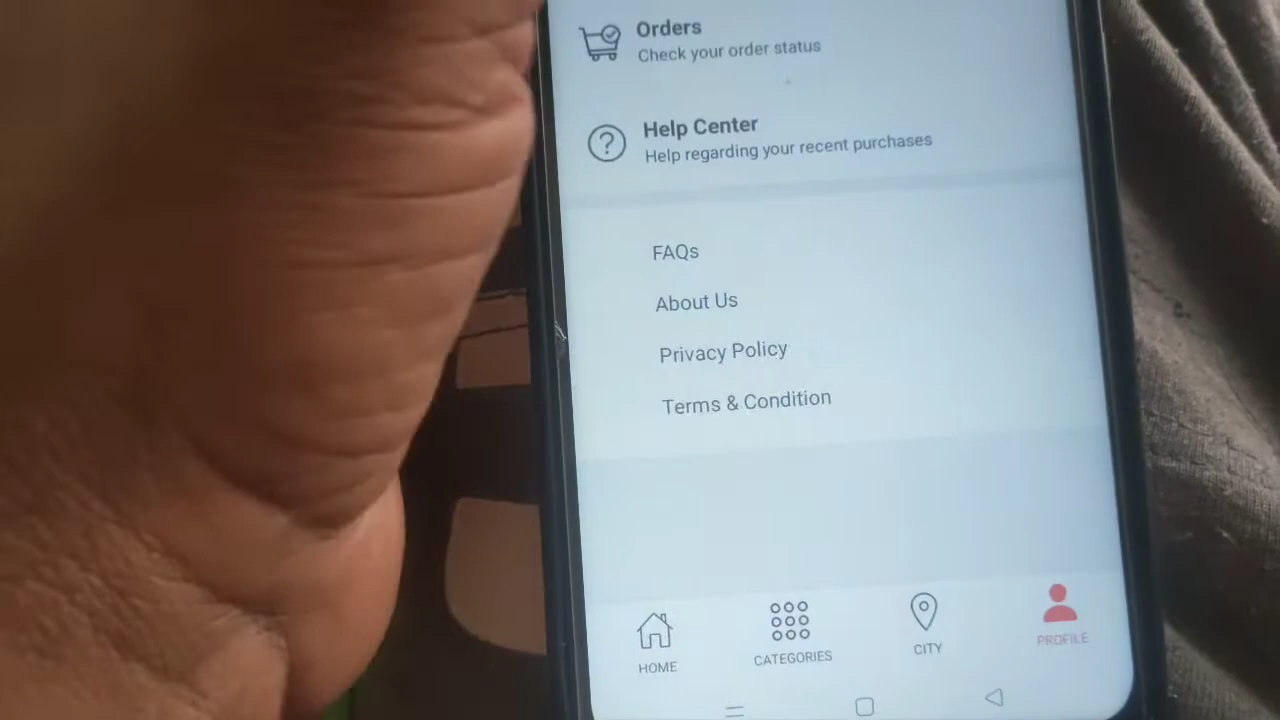 Orders
Check your order status
Help Center
Help regarding your recent purchases
FAQs
About Us
Privacy Policy
Terms & Condition
HOME
CATEGORIES
CITY
PROFILE